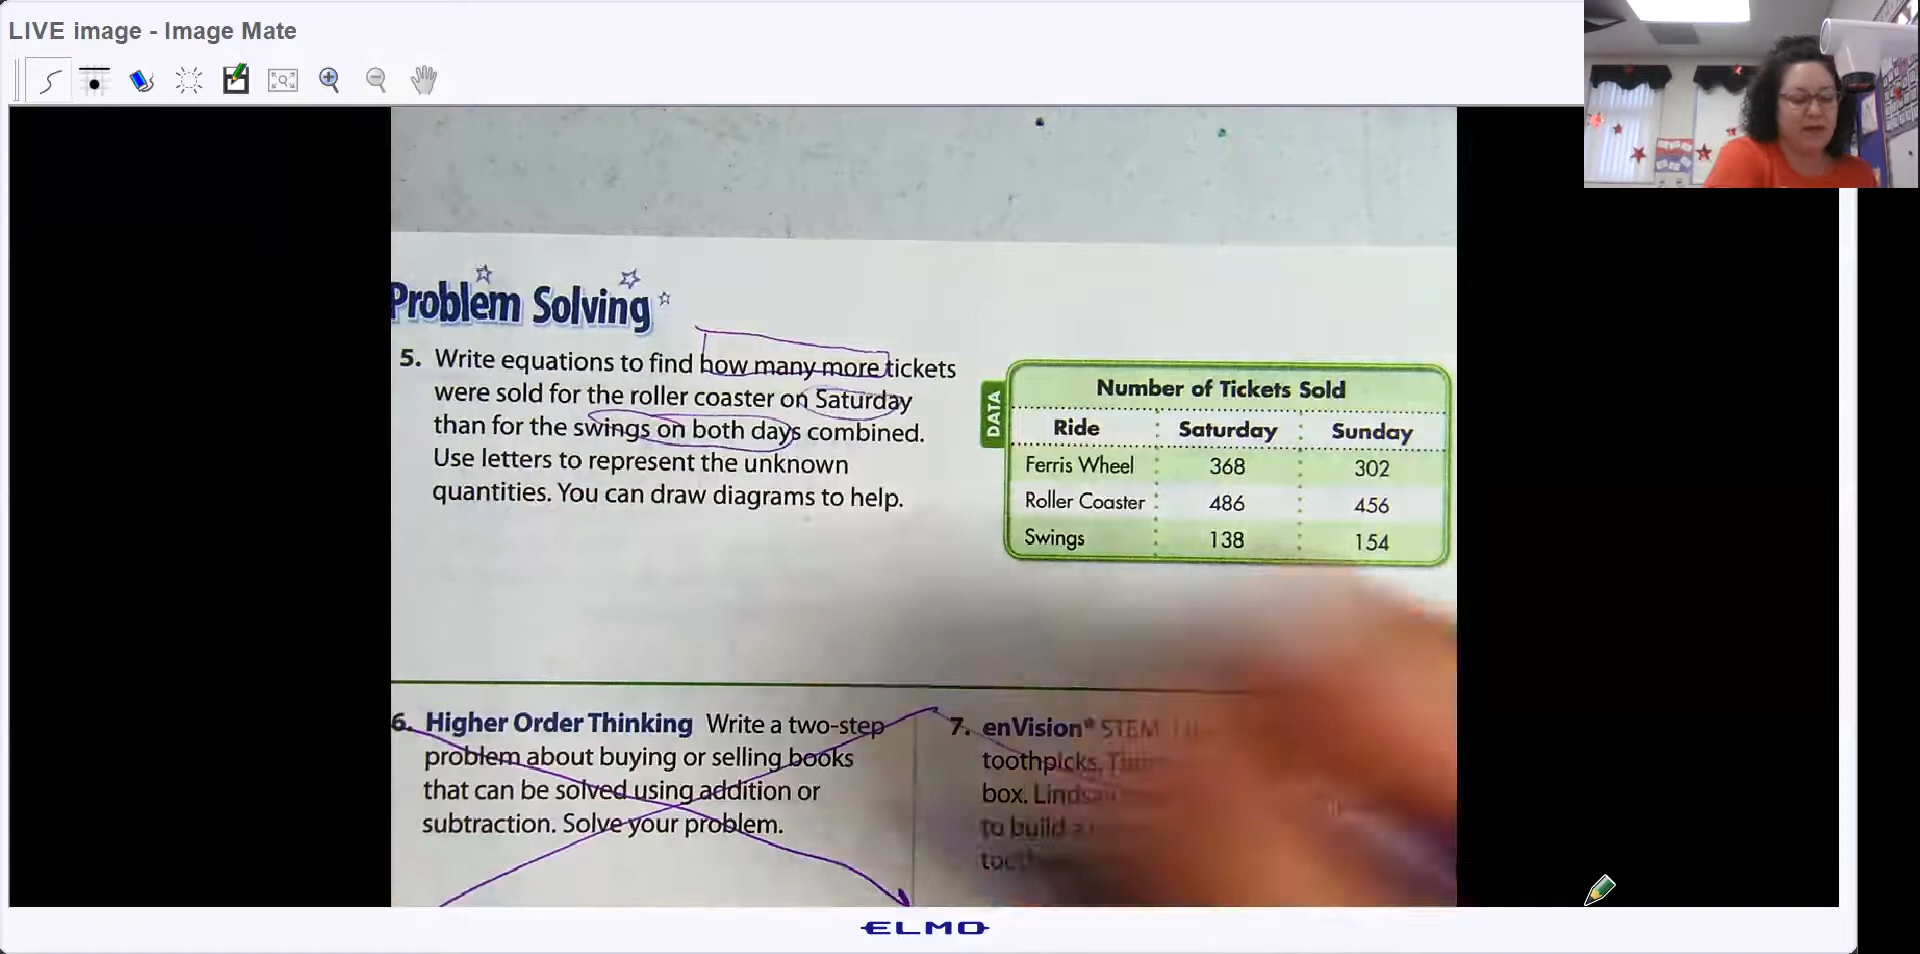 LIVE image - Image Mate
Problem Solving
5. Write equations to find how many more tickets
were sold for the roller coaster on Saturday
than for the swings on both days combined.
Use letters to represent the unknown
quantities. You can draw diagrams to help.
DATA
Number of Tickets Sold
Ride Saturday Sunday
Ferris Wheel 368 302
Roller Coaster 486 456
Swings 138 154
6. Higher Order Thinking Write a two-step
problem about buying or selling books
that can be solved using addition or
subtraction. Solve your problem.
7. enVision® STEM
toothpicks.
box.
to build a
ELMO